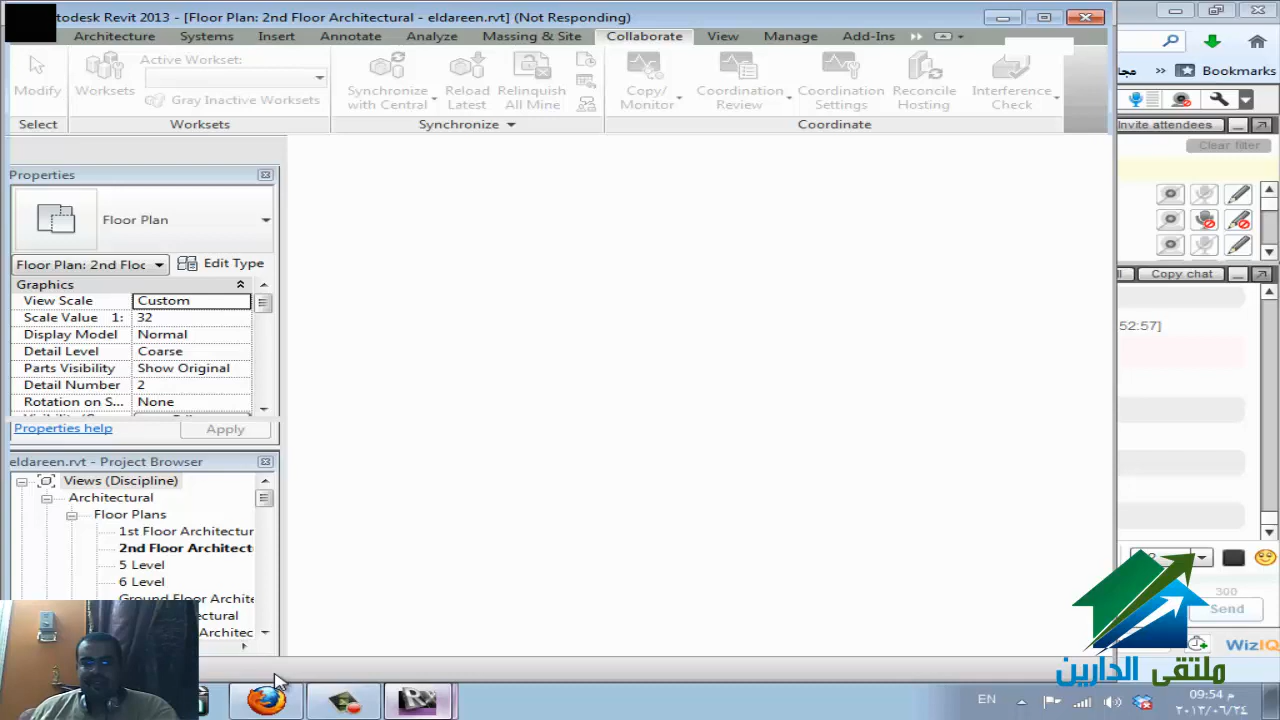 utodesk Revit 2013 - [Floor Plan: 2nd Floor Architectural - eldareen.rvt] (Not Responding)
Architecture Systems Insert Annotate Analyze Massing & Site Collaborate View Manage Add-Ins
Modify
Worksets
Active Workset:
Gray Inactive Worksets
Synchronize with Central
Reload Latest
Relinquish All Mine
Copy/ Monitor
Coordination Review
Coordination Settings
Reconcile Hosting
Interference Check
Select Worksets Synchronize Coordinate
Properties
Floor Plan
Floor Plan: 2nd Floc Edit Type
Graphics
View Scale Custom
Scale Value 1: 32
Display Model Normal
Detail Level Coarse
Parts Visibility Show Original
Detail Number 2
Rotation on S... None
Properties help Apply
eldareen.rvt - Project Browser
Views (Discipline)
Architectural
Floor Plans
1st Floor Architectur
2nd Floor Architect
5 Level
6 Level
Ground Floor Archite
tectural
Architec
Bookmarks
Invite attendees
Clear filter
Copy chat
52:57]
300
Send
WizIQ
ملتقى الدارين
EN
09:54 م
٢٠١٣/٠٦/٢٤